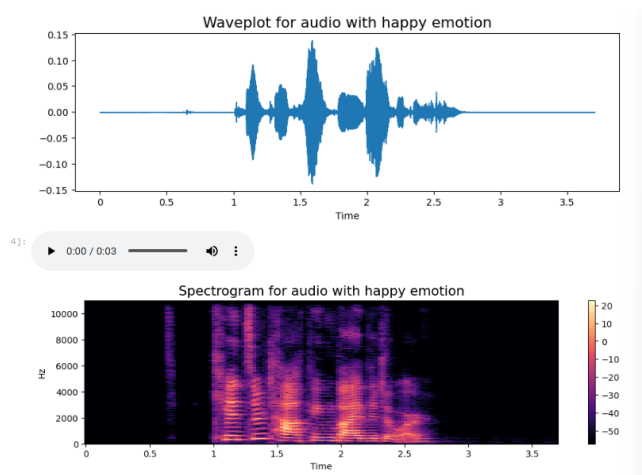 Waveplot for audio with happy emotion
0.15
0.10
0.05
0.00
−0.05
−0.10
−0.15
0 0.5 1 1.5 2 2.5 3 3.5
Time
4]:
0:00 / 0:03
Spectrogram for audio with happy emotion
10000
8000
6000
4000
2000
0
Hz
0 0.5 1 1.5 2 2.5 3 3.5
Time
20
10
0
−10
−20
−30
−40
−50